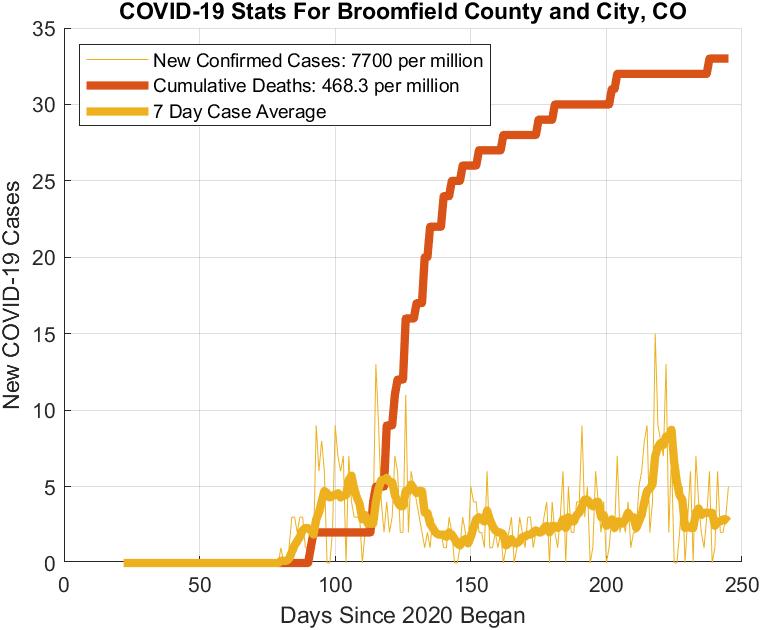 COVID-19 Stats For Broomfield County and City, CO
New Confirmed Cases: 7700 per million
Cumulative Deaths: 468.3 per million
7 Day Case Average
New COVID-19 Cases
35
30
25
20
15
10
5
0
0 50 100 150 200 250
Days Since 2020 Began